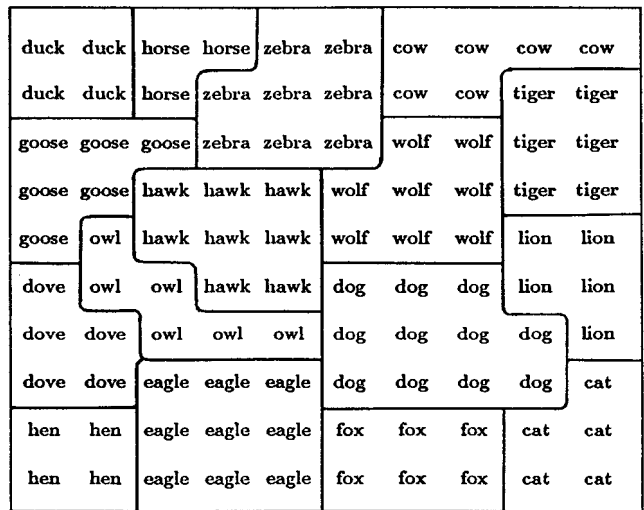 duck duck horse horse zebra zebra cow cow cow cow
duck duck horse zebra zebra zebra cow cow tiger tiger
goose goose goose zebra zebra zebra wolf wolf tiger tiger
goose goose hawk hawk hawk wolf wolf wolf tiger tiger
goose owl hawk hawk hawk wolf wolf wolf lion lion
dove owl owl hawk hawk dog dog dog lion lion
dove dove owl owl owl dog dog dog dog lion
dove dove eagle eagle eagle dog dog dog dog cat
hen hen eagle eagle eagle fox fox fox cat cat
hen hen eagle eagle eagle fox fox fox cat cat